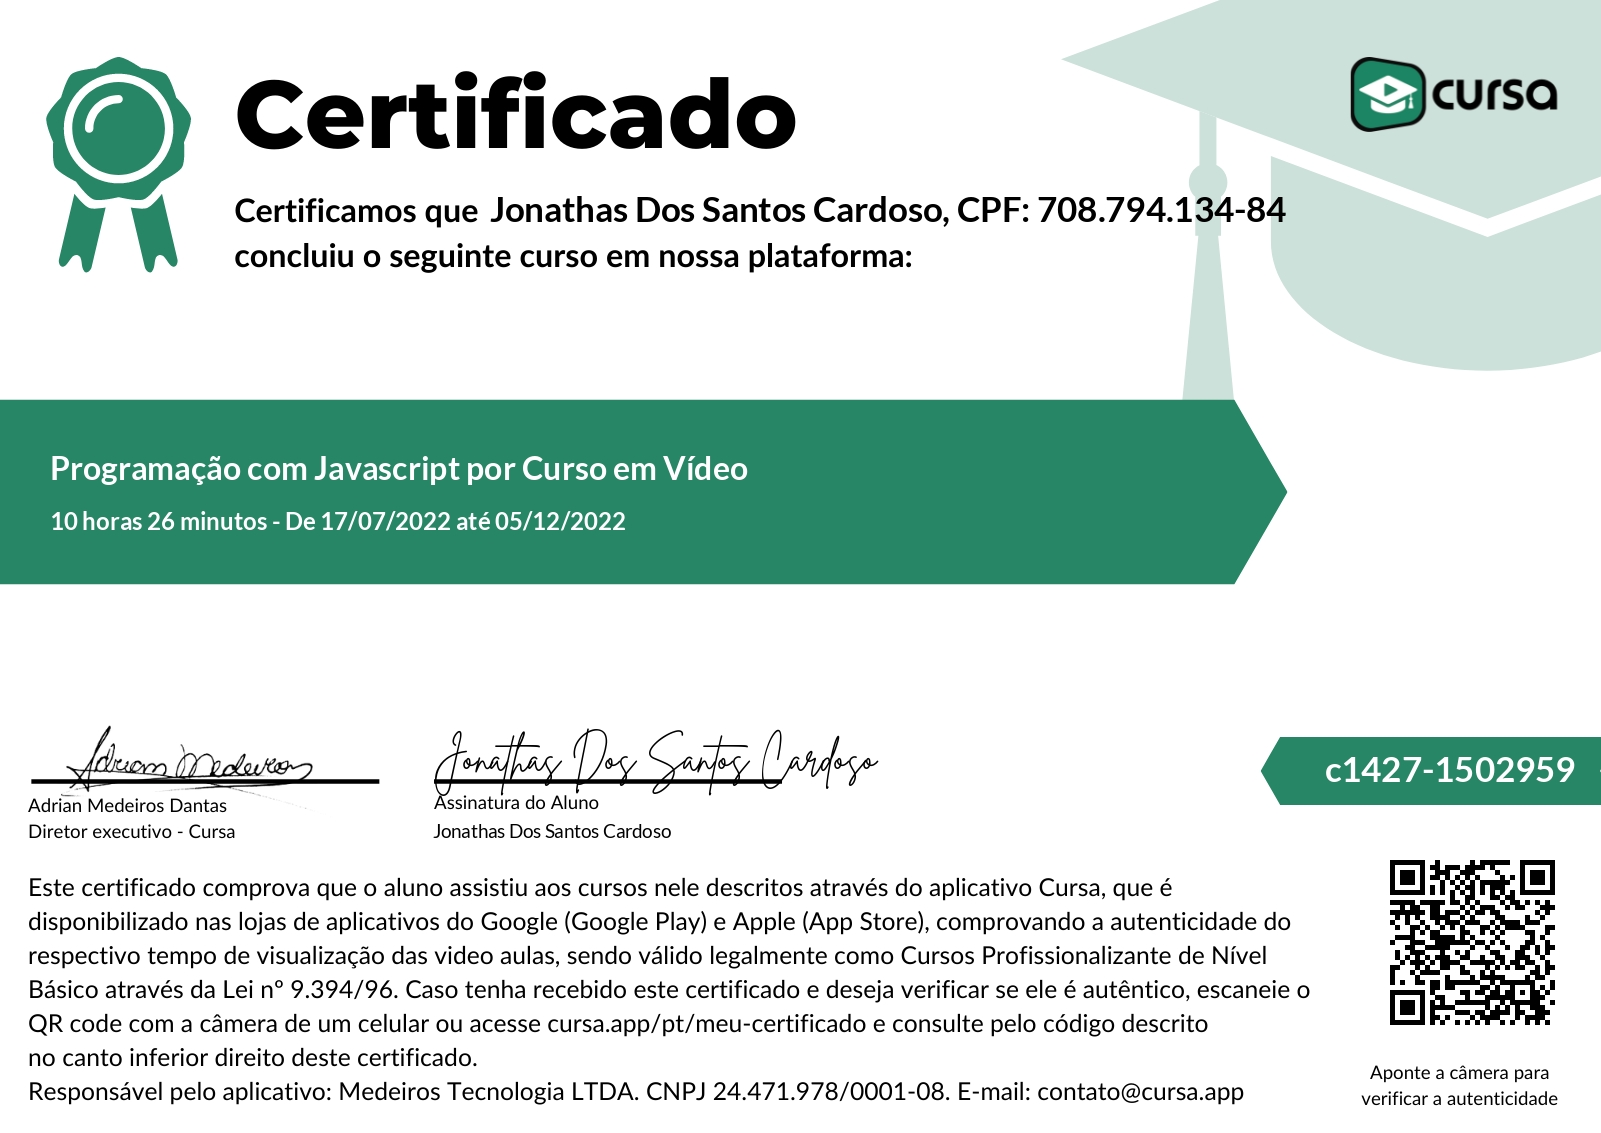 cursa
Certificado
Certificamos que Jonathas Dos Santos Cardoso, CPF: 708.794.134-84
concluiu o seguinte curso em nossa plataforma:
Programação com Javascript por Curso em Vídeo
10 horas 26 minutos - De 17/07/2022 até 05/12/2022
Adrian Medeiros
Jonathas Dos Santos Cardoso
c1427-1502959
Adrian Medeiros Dantas
Diretor executivo - Cursa
Assinatura do Aluno
Jonathas Dos Santos Cardoso
Este certificado comprova que o aluno assistiu aos cursos nele descritos através do aplicativo Cursa, que é
disponibilizado nas lojas de aplicativos do Google (Google Play) e Apple (App Store), comprovando a autenticidade do
respectivo tempo de visualização das video aulas, sendo válido legalmente como Cursos Profissionalizante de Nível
Básico através da Lei nº 9.394/96. Caso tenha recebido este certificado e deseja verificar se ele é autêntico, escaneie o
QR code com a câmera de um celular ou acesse cursa.app/pt/meu-certificado e consulte pelo código descrito
no canto inferior direito deste certificado.
Responsável pelo aplicativo: Medeiros Tecnologia LTDA. CNPJ 24.471.978/0001-08. E-mail: contato@cursa.app
Aponte a câmera para
verificar a autenticidade